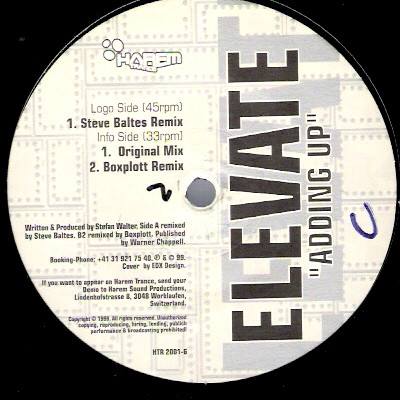 HAREM
Logo Side (45rpm)
1. Steve Baltes Remix
Info Side (33rpm)
1. Original Mix
2. Boxplott Remix
Written & Produced by Stefan Walter. Side A remixed
by Steve Baltes. B2 remixed by Boxplott. Published
by Warner Chappell.
Booking-Phone: +41 31 921 75 40. ℗ & © 99.
Cover by EDX Design.
If you want to appear on Harem Trance, send your
Demo to Harem Sound Productions,
Lindenhofstrasse 8, 3048 Worblaufen,
Switzerland.
Copyright © 1999. All rights reserved. Unauthorized
copying, reproducing, hiring, lending, publich
performance & broadcasting prohibited!
HTR 2001-6
ELEVATE
"ADDING UP"